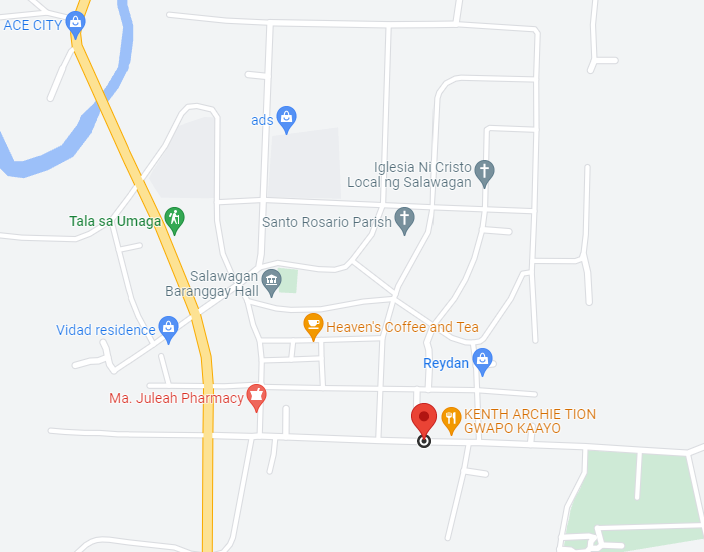 ACE CITY
ads
Iglesia Ni Cristo
Local ng Salawagan
Tala sa Umaga
Santo Rosario Parish
Salawagan
Baranggay Hall
Vidad residence
Heaven's Coffee and Tea
Reydan
Ma. Juleah Pharmacy
KENTH ARCHIE TION
GWAPO KAAYO